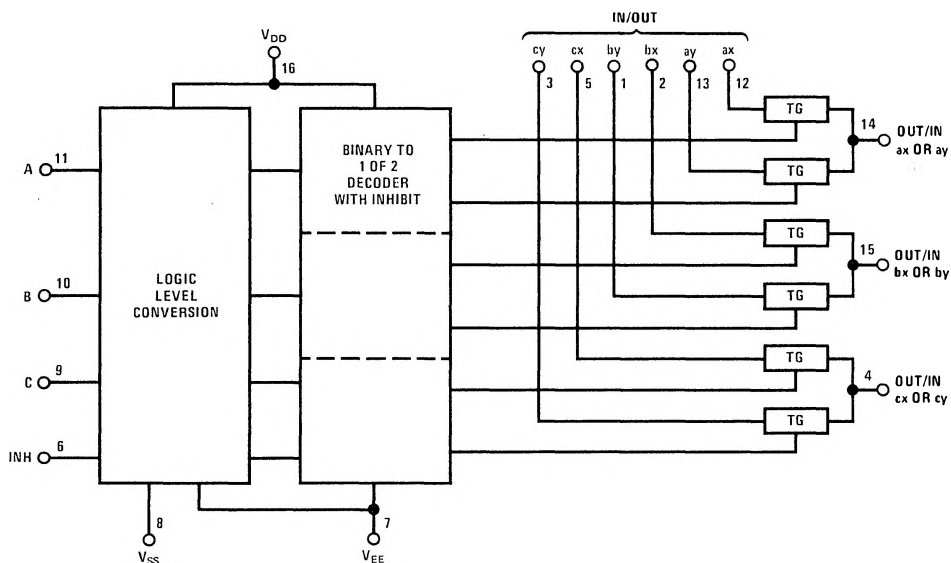 IN/OUT
VDD
cy cx by bx ay ax
16
3 5 1 2 13 12
TG
14
OUT/IN
ax OR ay
BINARY TO
1 OF 2
DECODER
WITH INHIBIT
A 11
TG
TG
15
OUT/IN
bx OR by
LOGIC
LEVEL
CONVERSION
B 10
TG
TG
C 9
4
OUT/IN
cx OR cy
TG
INH 6
8
VSS
7
VEE